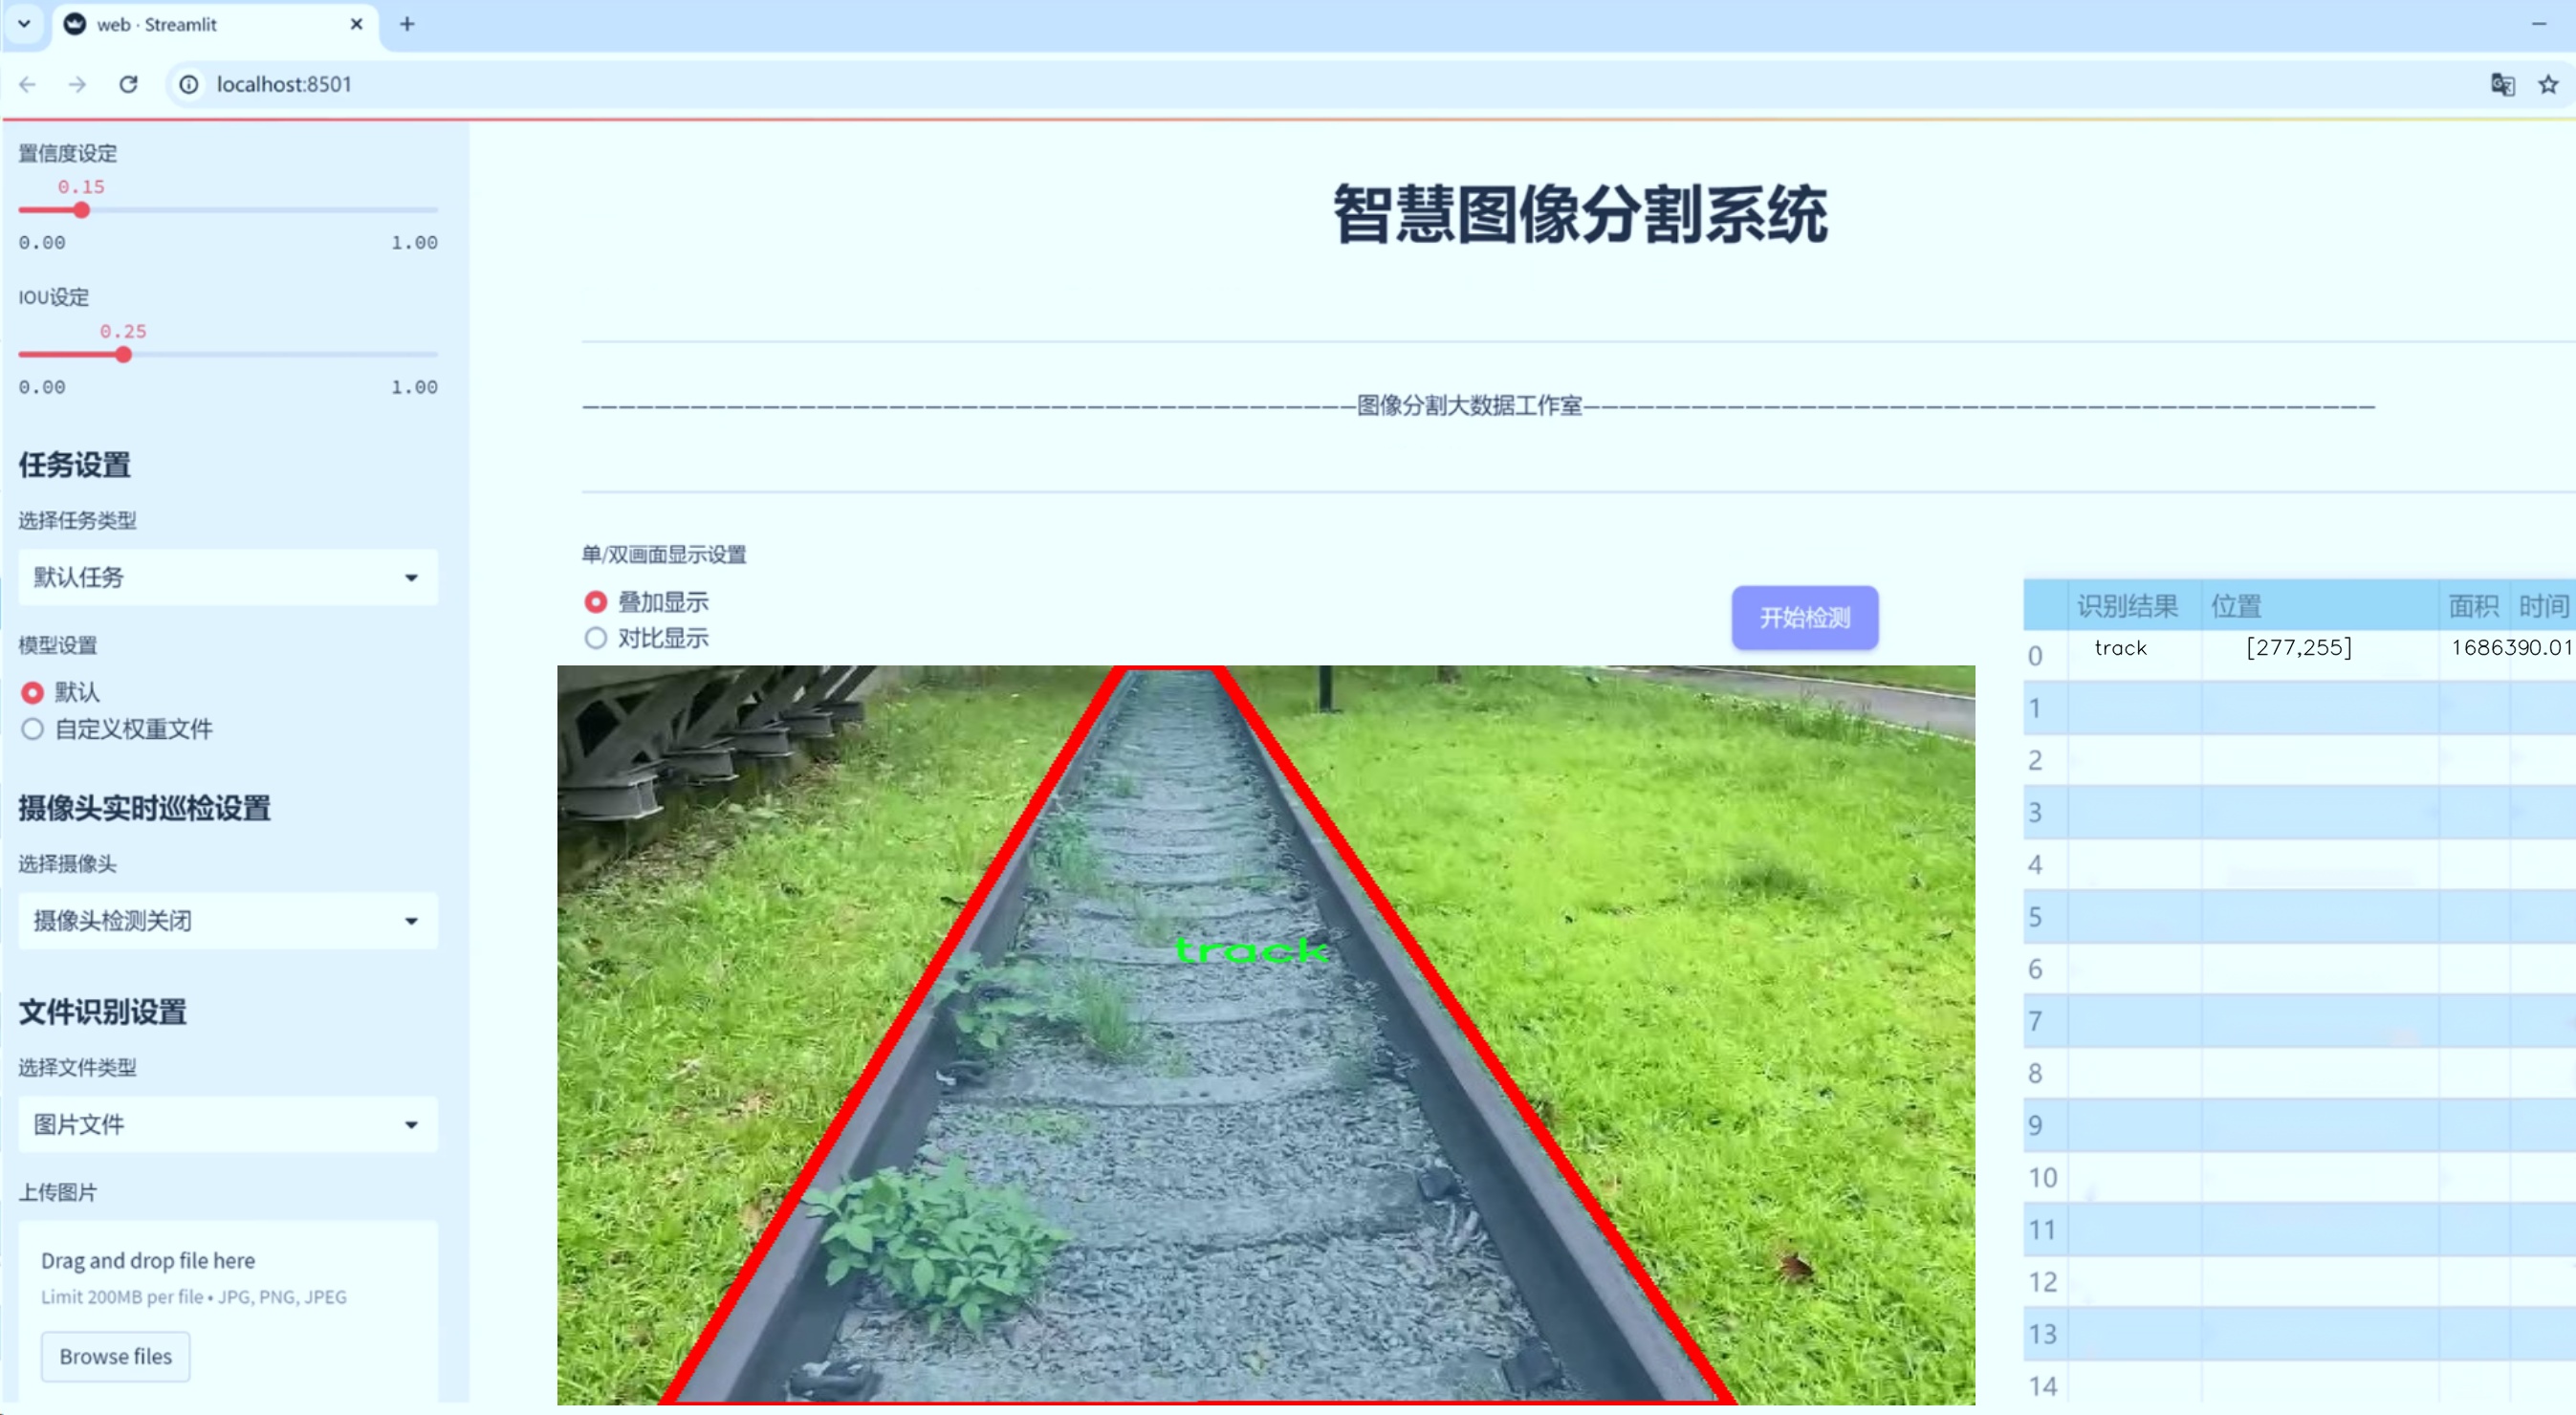 web · Streamlit
localhost:8501
置信度设定
0.15
0.00 1.00
IOU设定
0.25
0.00 1.00
任务设置
选择任务类型
默认任务
模型设置
默认
自定义权重文件
摄像头实时巡检设置
选择摄像头
摄像头检测关闭
文件识别设置
选择文件类型
图片文件
上传图片
Drag and drop file here
Limit 200MB per file • JPG, PNG, JPEG
Browse files
智慧图像分割系统
图像分割大数据工作室
单/双画面显示设置
叠加显示
对比显示
开始检测
track
识别结果 位置 面积 时间
0 track [277,255] 1686390.01
1
2
3
4
5
6
7
8
9
10
11
12
13
14